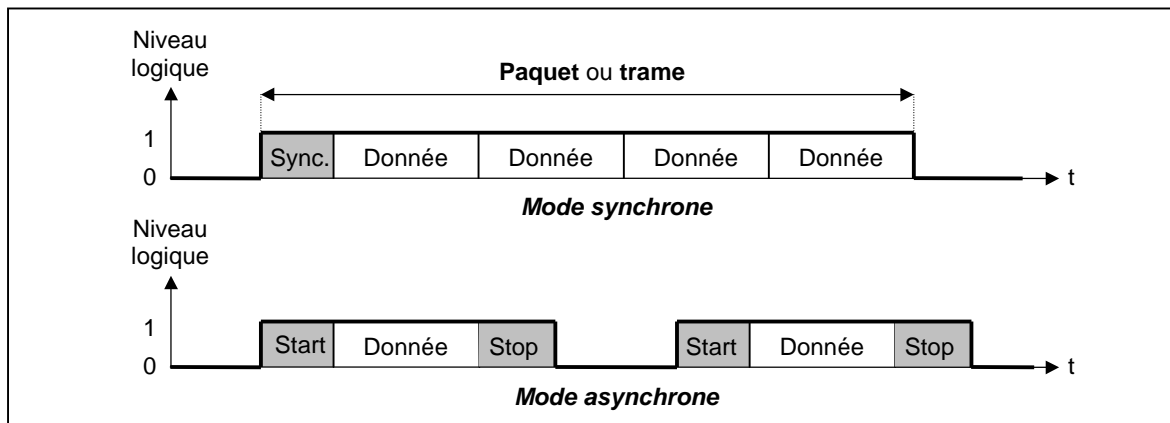 Niveau
logique
Paquet ou trame
1
Sync. Donnée Donnée Donnée Donnée
0
t
Mode synchrone
Niveau
logique
1
Start Donnée Stop Start Donnée Stop
0
t
Mode asynchrone